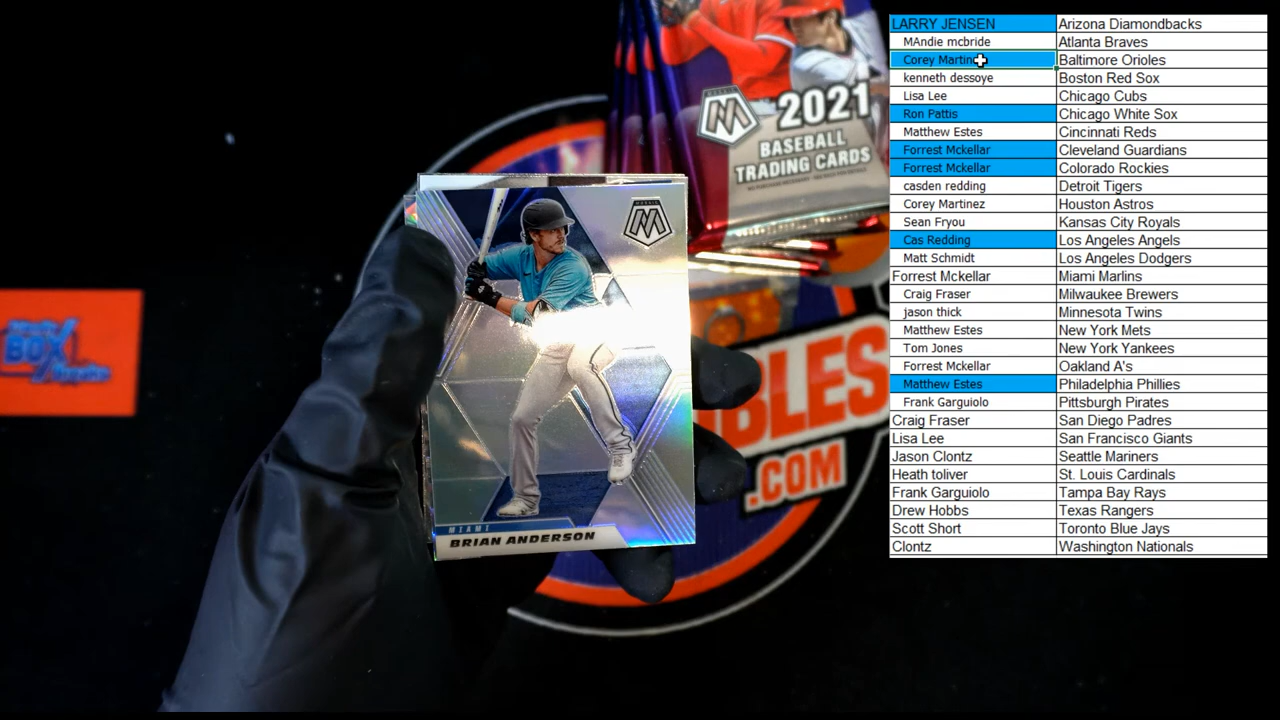 MOSAIC
2021
BASEBALL
TRADING CARDS
MOSAIC
MIAMI
BRIAN ANDERSON
BOX
BLES
.COM
LARRY JENSEN Arizona Diamondbacks
MAndie mcbride Atlanta Braves
Corey Martin Baltimore Orioles
kenneth dessoye Boston Red Sox
Lisa Lee Chicago Cubs
Ron Pattis Chicago White Sox
Matthew Estes Cincinnati Reds
Forrest Mckellar Cleveland Guardians
Forrest Mckellar Colorado Rockies
casden redding Detroit Tigers
Corey Martinez Houston Astros
Sean Fryou Kansas City Royals
Cas Redding Los Angeles Angels
Matt Schmidt Los Angeles Dodgers
Forrest Mckellar Miami Marlins
Craig Fraser Milwaukee Brewers
jason thick Minnesota Twins
Matthew Estes New York Mets
Tom Jones New York Yankees
Forrest Mckellar Oakland A's
Matthew Estes Philadelphia Phillies
Frank Garguiolo Pittsburgh Pirates
Craig Fraser San Diego Padres
Lisa Lee San Francisco Giants
Jason Clontz Seattle Mariners
Heath toliver St. Louis Cardinals
Frank Garguiolo Tampa Bay Rays
Drew Hobbs Texas Rangers
Scott Short Toronto Blue Jays
Clontz Washington Nationals